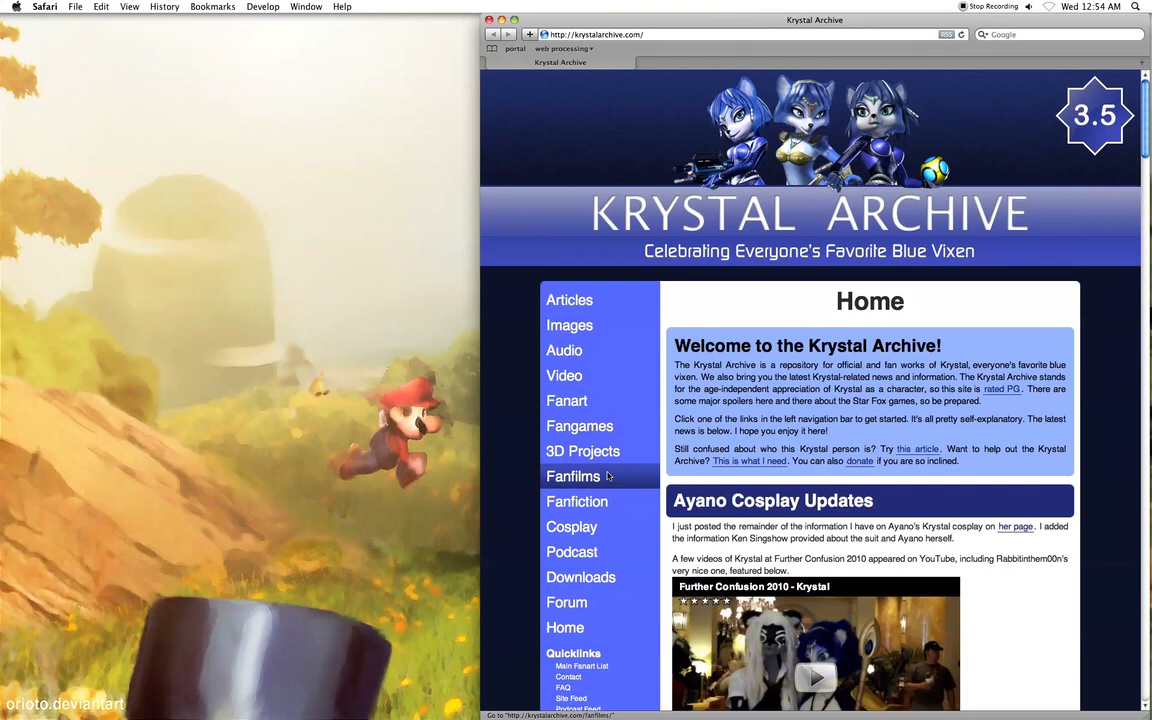 Safari File Edit View History Bookmarks Develop Window Help
Stop Recording Wed 12:54 AM
Krystal Archive
http://krystalarchive.com/ RSS Google
portal web processing
Krystal Archive
3.5
KRYSTAL ARCHIVE
Celebrating Everyone's Favorite Blue Vixen
Articles
Images
Audio
Video
Fanart
Fangames
3D Projects
Fanfilms
Fanfiction
Cosplay
Podcast
Downloads
Forum
Home
Quicklinks
Main Fanart List
Contact
FAQ
Site Feed
Podcast Feed
Home
Welcome to the Krystal Archive!
The Krystal Archive is a repository for official and fan works of Krystal, everyone's favorite blue
vixen. We also bring you the latest Krystal-related news and information. The Krystal Archive stands
for the age-independent appreciation of Krystal as a character, so this site is rated PG. There are
some major spoilers here and there about the Star Fox games, so be prepared.
Click one of the links in the left navigation bar to get started. It's all pretty self-explanatory. The latest
news is below. I hope you enjoy it here!
Still confused about who this Krystal person is? Try this article. Want to help out the Krystal
Archive? This is what I need. You can also donate if you are so inclined.
Ayano Cosplay Updates
I just posted the remainder of the information I have on Ayano's Krystal cosplay on her page. I added
the information Ken Singshow provided about the suit and Ayano herself.
A few videos of Krystal at Further Confusion 2010 appeared on YouTube, including Rabbitinthem00n's
very nice one, featured below.
Further Confusion 2010 - Krystal
orioto.deviantart
Go to "http://krystalarchive.com/fanfilms/"